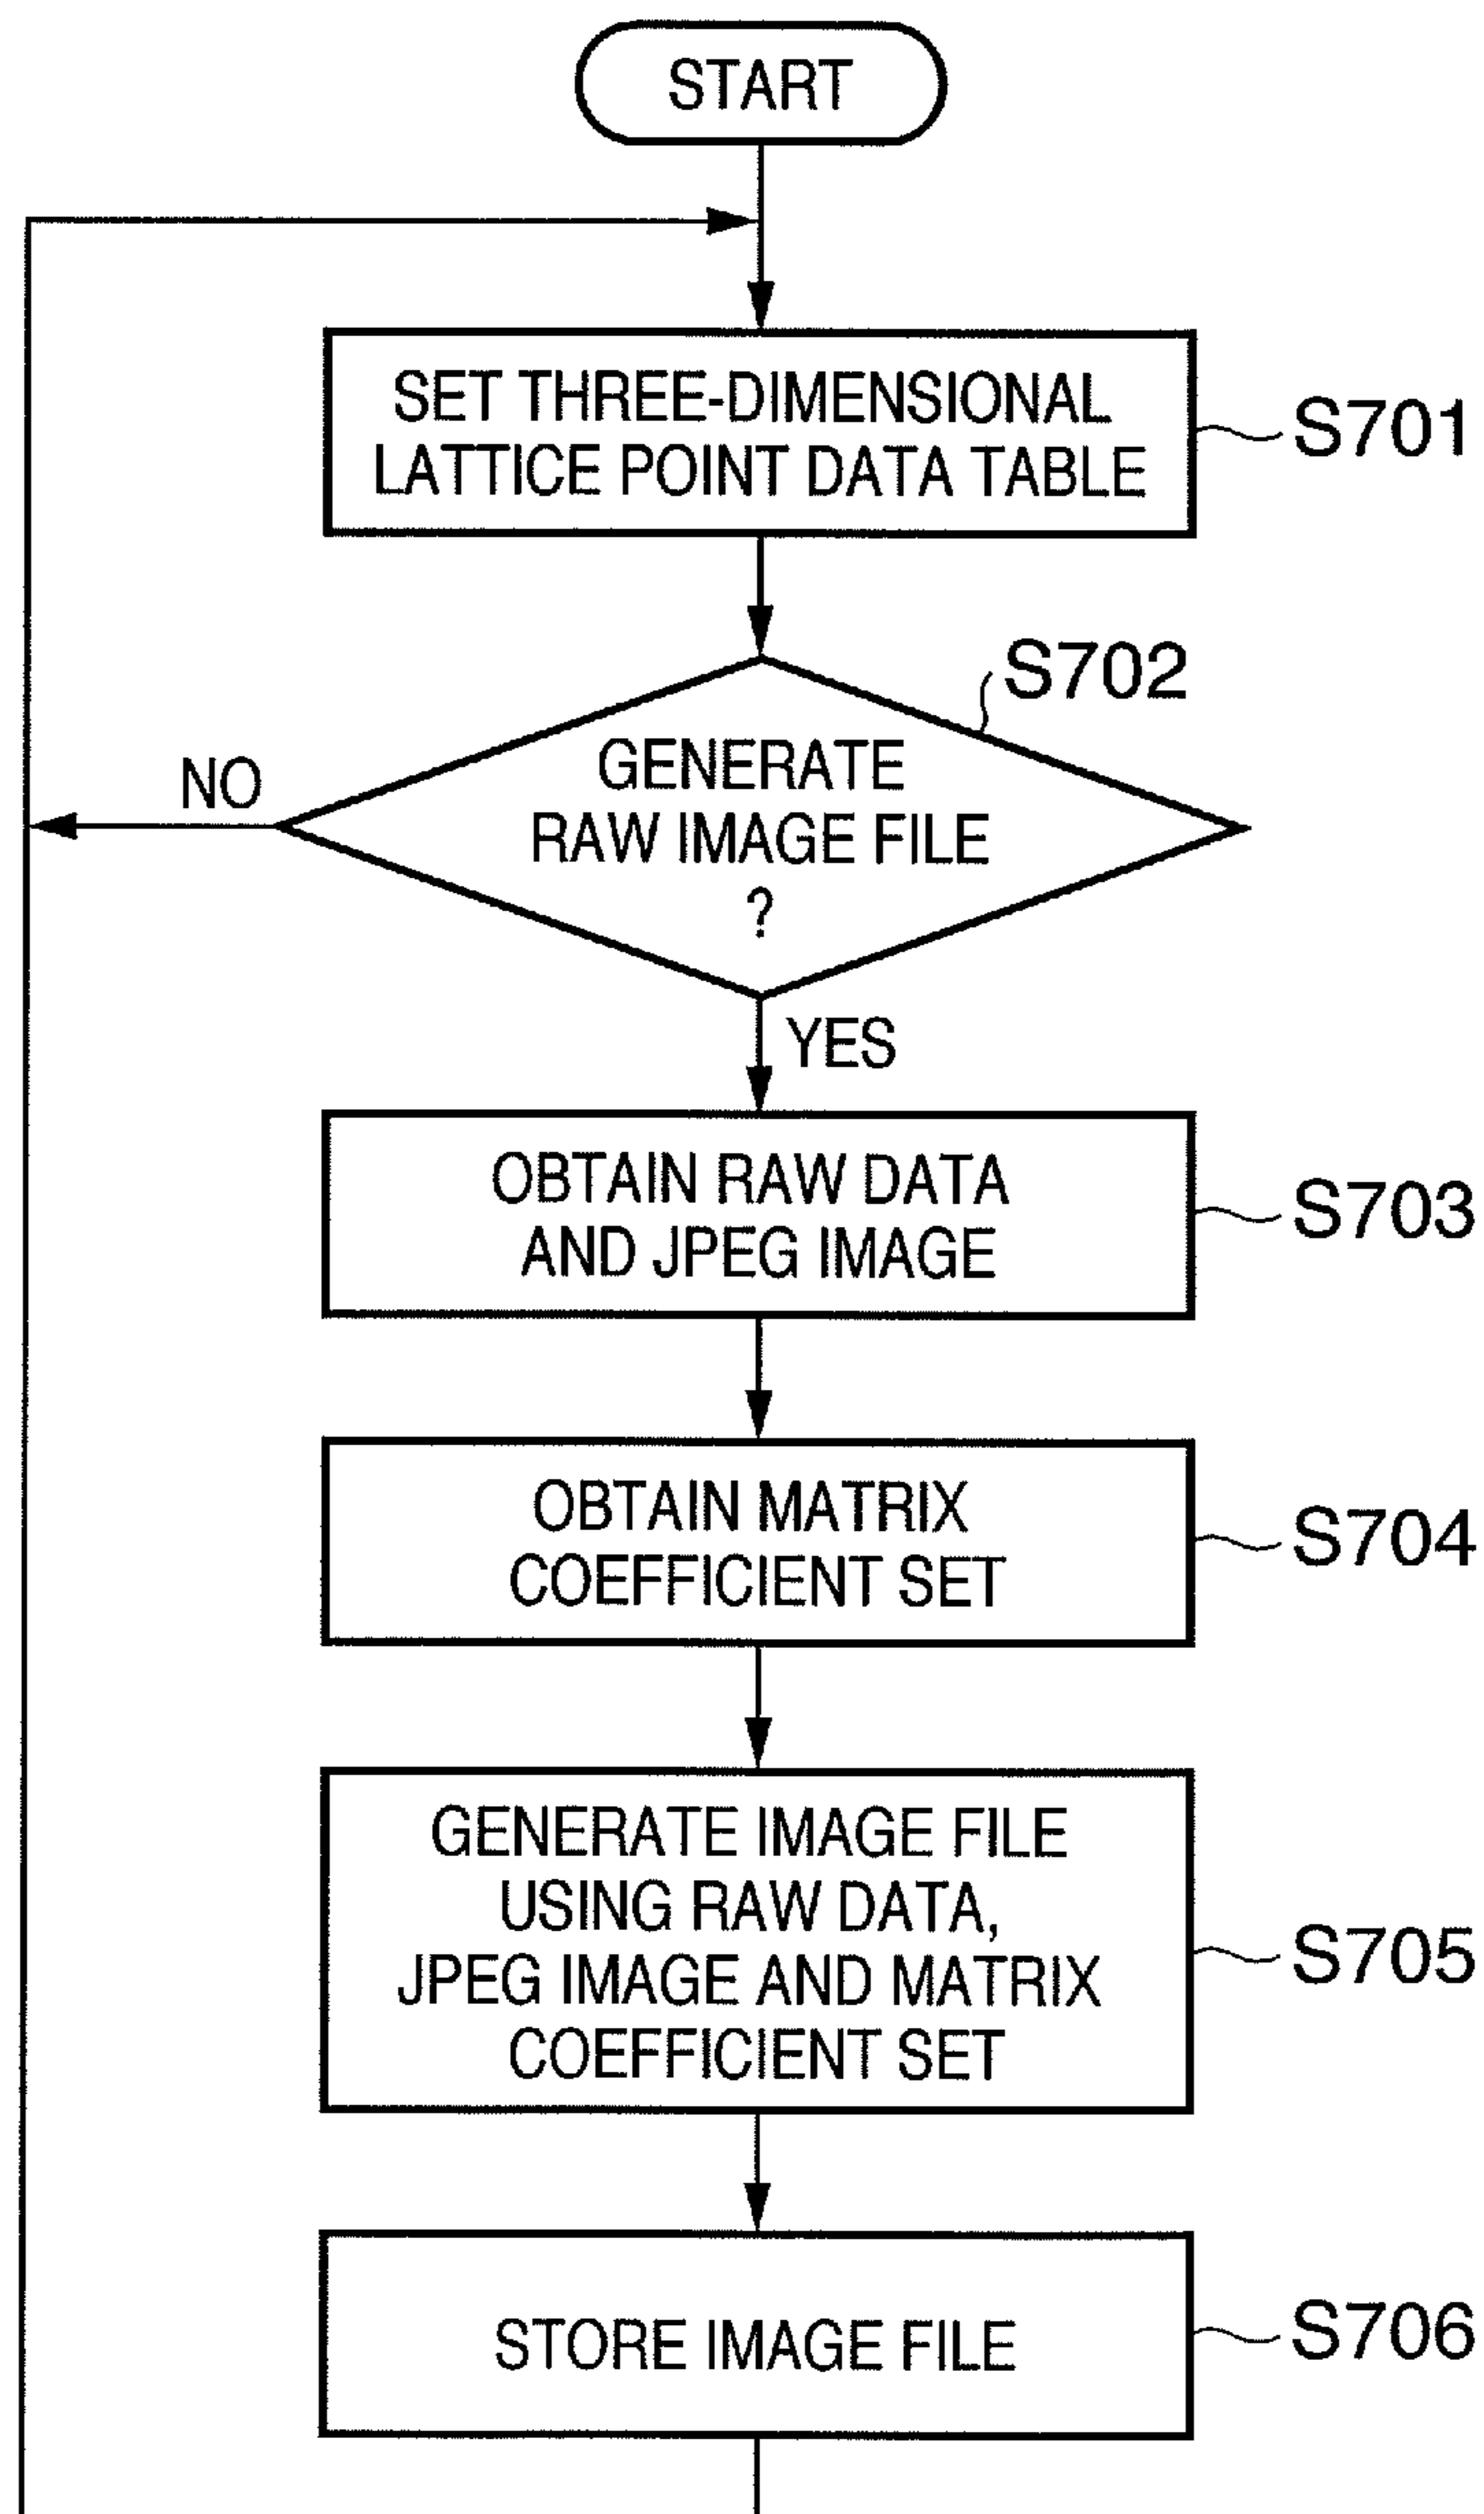 START
SET THREE-DIMENSIONAL
LATTICE POINT DATA TABLE
S701
S702
GENERATE
RAW IMAGE FILE
?
NO
YES
OBTAIN RAW DATA
AND JPEG IMAGE
S703
OBTAIN MATRIX
COEFFICIENT SET
S704
GENERATE IMAGE FILE
USING RAW DATA,
JPEG IMAGE AND MATRIX
COEFFICIENT SET
S705
STORE IMAGE FILE
S706